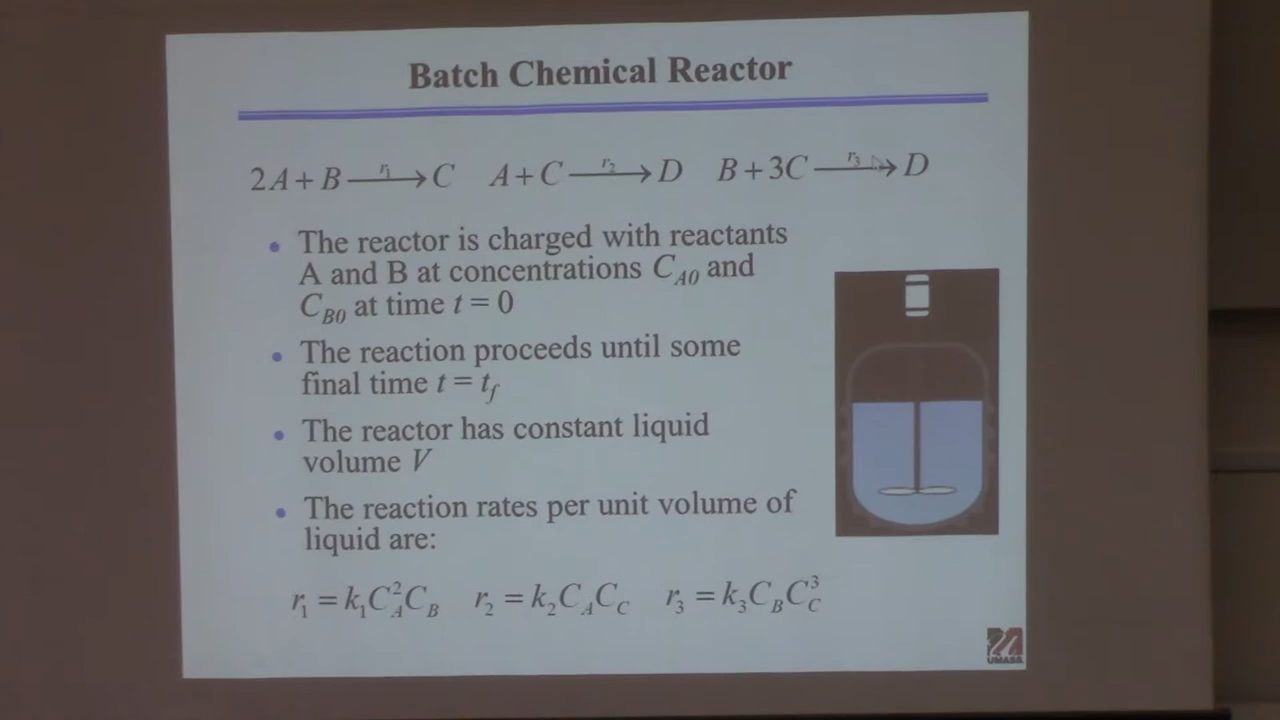 Batch Chemical Reactor
2A + B —r₁→ C   A + C —r₂→ D   B + 3C —r₃→ D
• The reactor is charged with reactants
A and B at concentrations C_A0 and
C_B0 at time t = 0
• The reaction proceeds until some
final time t = t_f
• The reactor has constant liquid
volume V
• The reaction rates per unit volume of
liquid are:
r₁ = k₁C_A²C_B   r₂ = k₂C_AC_C   r₃ = k₃C_BC_C³
UMASS